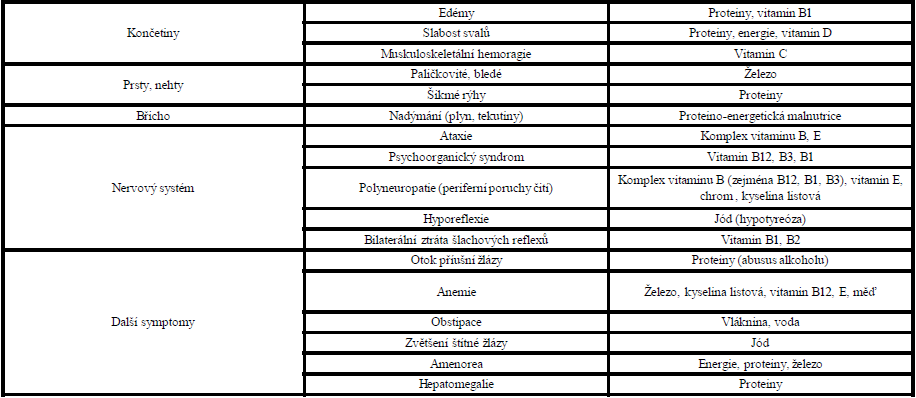 Končetiny
Edémy
Proteiny, vitamin B1
Slabost svalů
Proteiny, energie, vitamin D
Muskuloskeletální hemoragie
Vitamin C
Prsty, nehty
Paličkovité, bledé
Železo
Šikmé rýhy
Proteiny
Břicho
Nadýmání (plyn, tekutiny)
Proteino-energetická malnutrice
Nervový systém
Ataxie
Komplex vitaminu B, E
Psychoorganický syndrom
Vitamin B12, B3, B1
Polyneuropatie (periferní poruchy čití)
Komplex vitaminu B (zejména B12, B1, B3), vitamin E,
chrom, kyselina listová
Hyporeflexie
Jód (hypotyreóza)
Bilaterální ztráta šlachových reflexů
Vitamin B1, B2
Další symptomy
Otok příušní žlázy
Proteiny (abusus alkoholu)
Anemie
Železo, kyselina listová, vitamin B12, E, měď
Obstipace
Vláknina, voda
Zvětšení štítné žlázy
Jód
Amenorea
Energie, proteiny, železo
Hepatomegalie
Proteiny